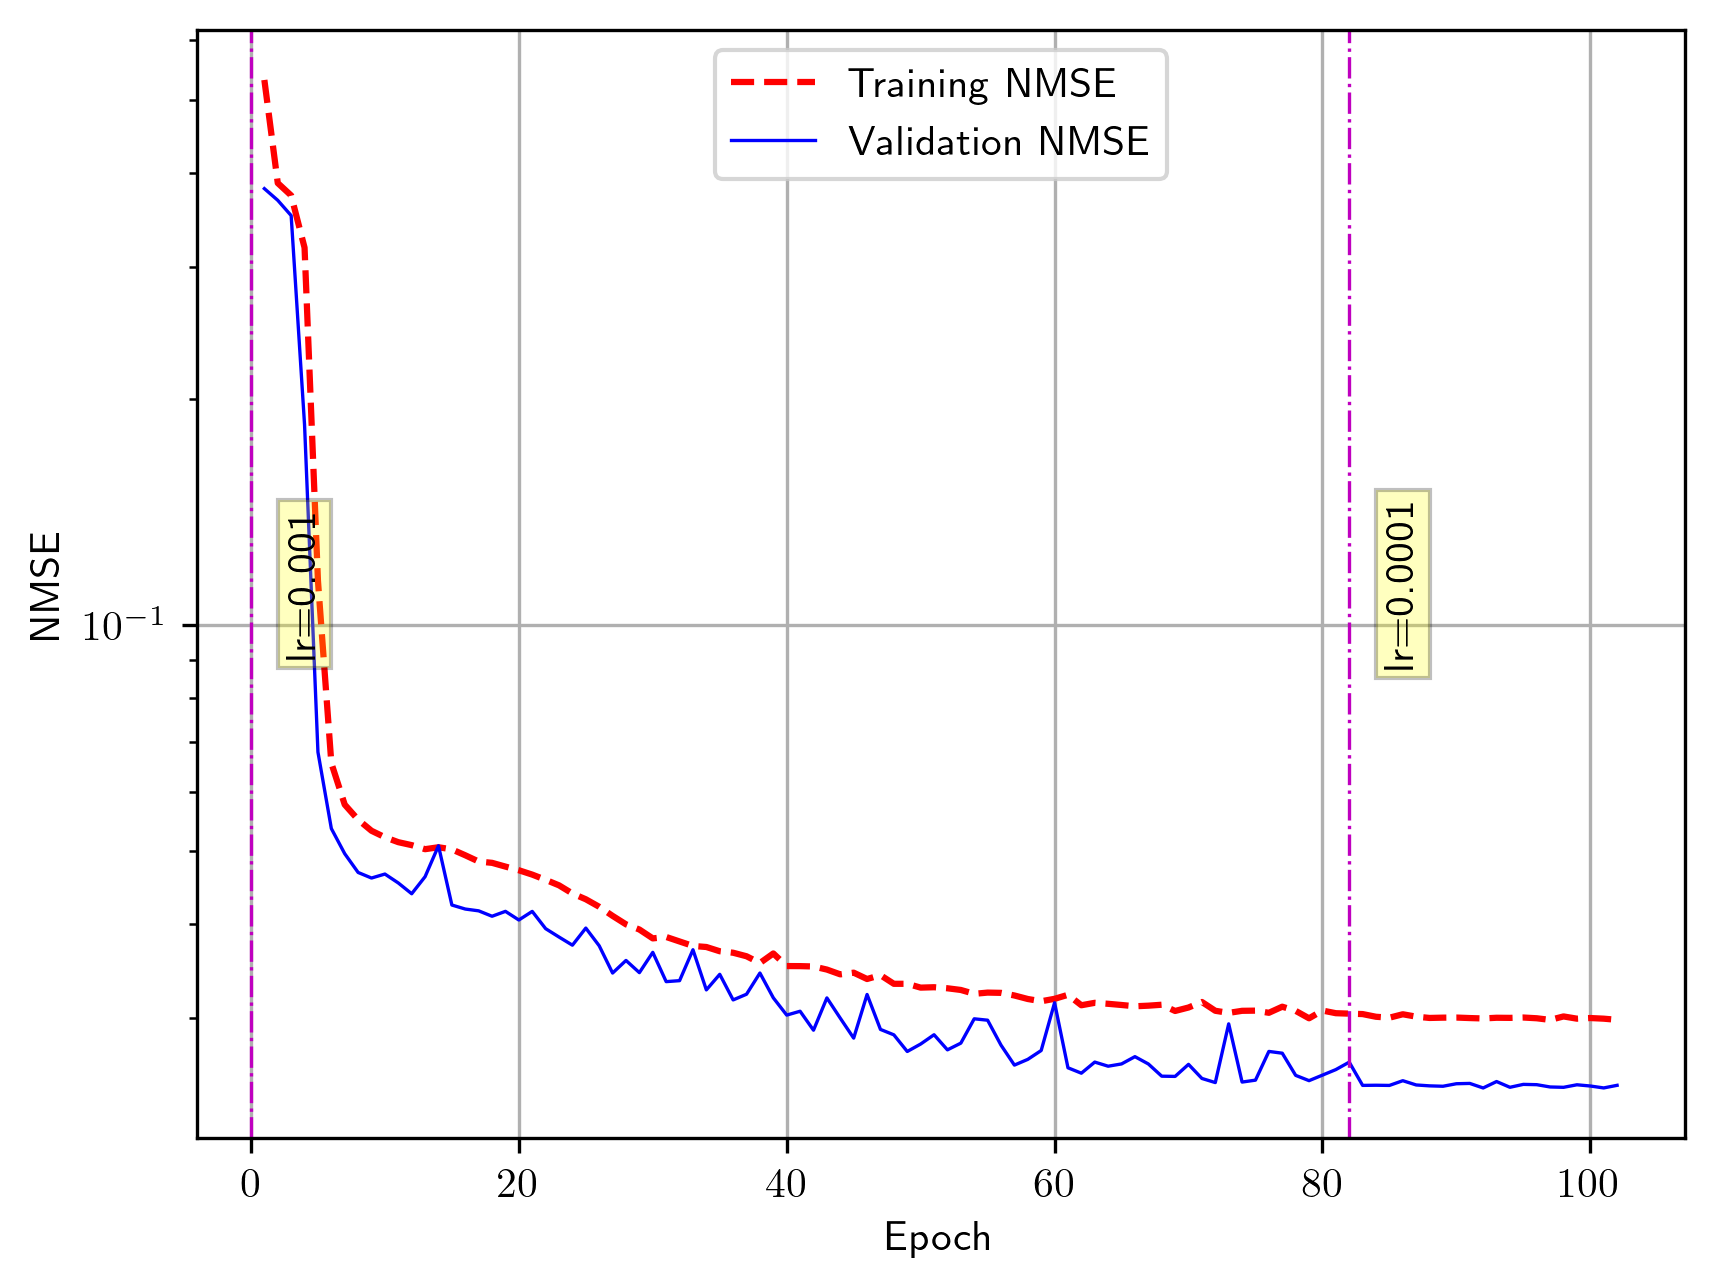 Training NMSE
Validation NMSE
NMSE
10⁻¹
lr=0.001
lr=0.0001
0 20 40 60 80 100
Epoch